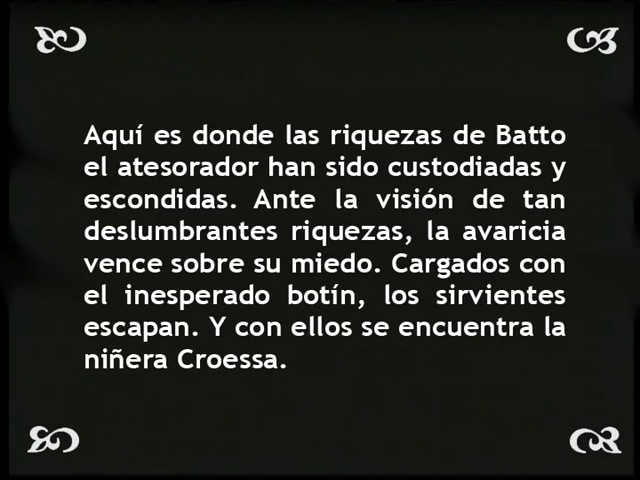 Aquí es donde las riquezas de Batto
el atesorador han sido custodiadas y
escondidas. Ante la visión de tan
deslumbrantes riquezas, la avaricia
vence sobre su miedo. Cargados con
el inesperado botín, los sirvientes
escapan. Y con ellos se encuentra la
niñera Croessa.